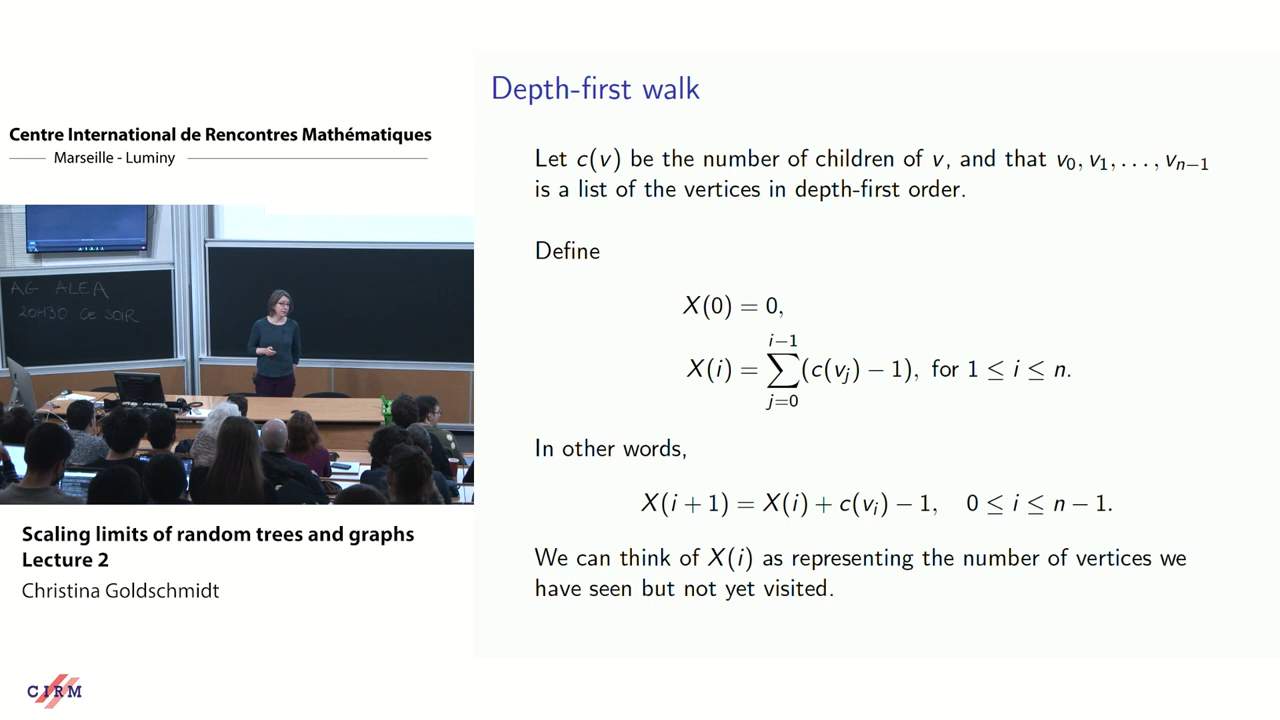 Centre International de Rencontres Mathématiques
Marseille - Luminy
AG ALEA
20H30 CE SOIR
Scaling limits of random trees and graphs
Lecture 2
Christina Goldschmidt
CIRM
Depth-first walk
Let c(v) be the number of children of v, and that v₀, v₁, . . . , vₙ₋₁
is a list of the vertices in depth-first order.
Define
X(0) = 0,
X(i) = ∑_{j=0}^{i−1} (c(vⱼ) − 1), for 1 ≤ i ≤ n.
In other words,
X(i + 1) = X(i) + c(vᵢ) − 1, 0 ≤ i ≤ n − 1.
We can think of X(i) as representing the number of vertices we
have seen but not yet visited.